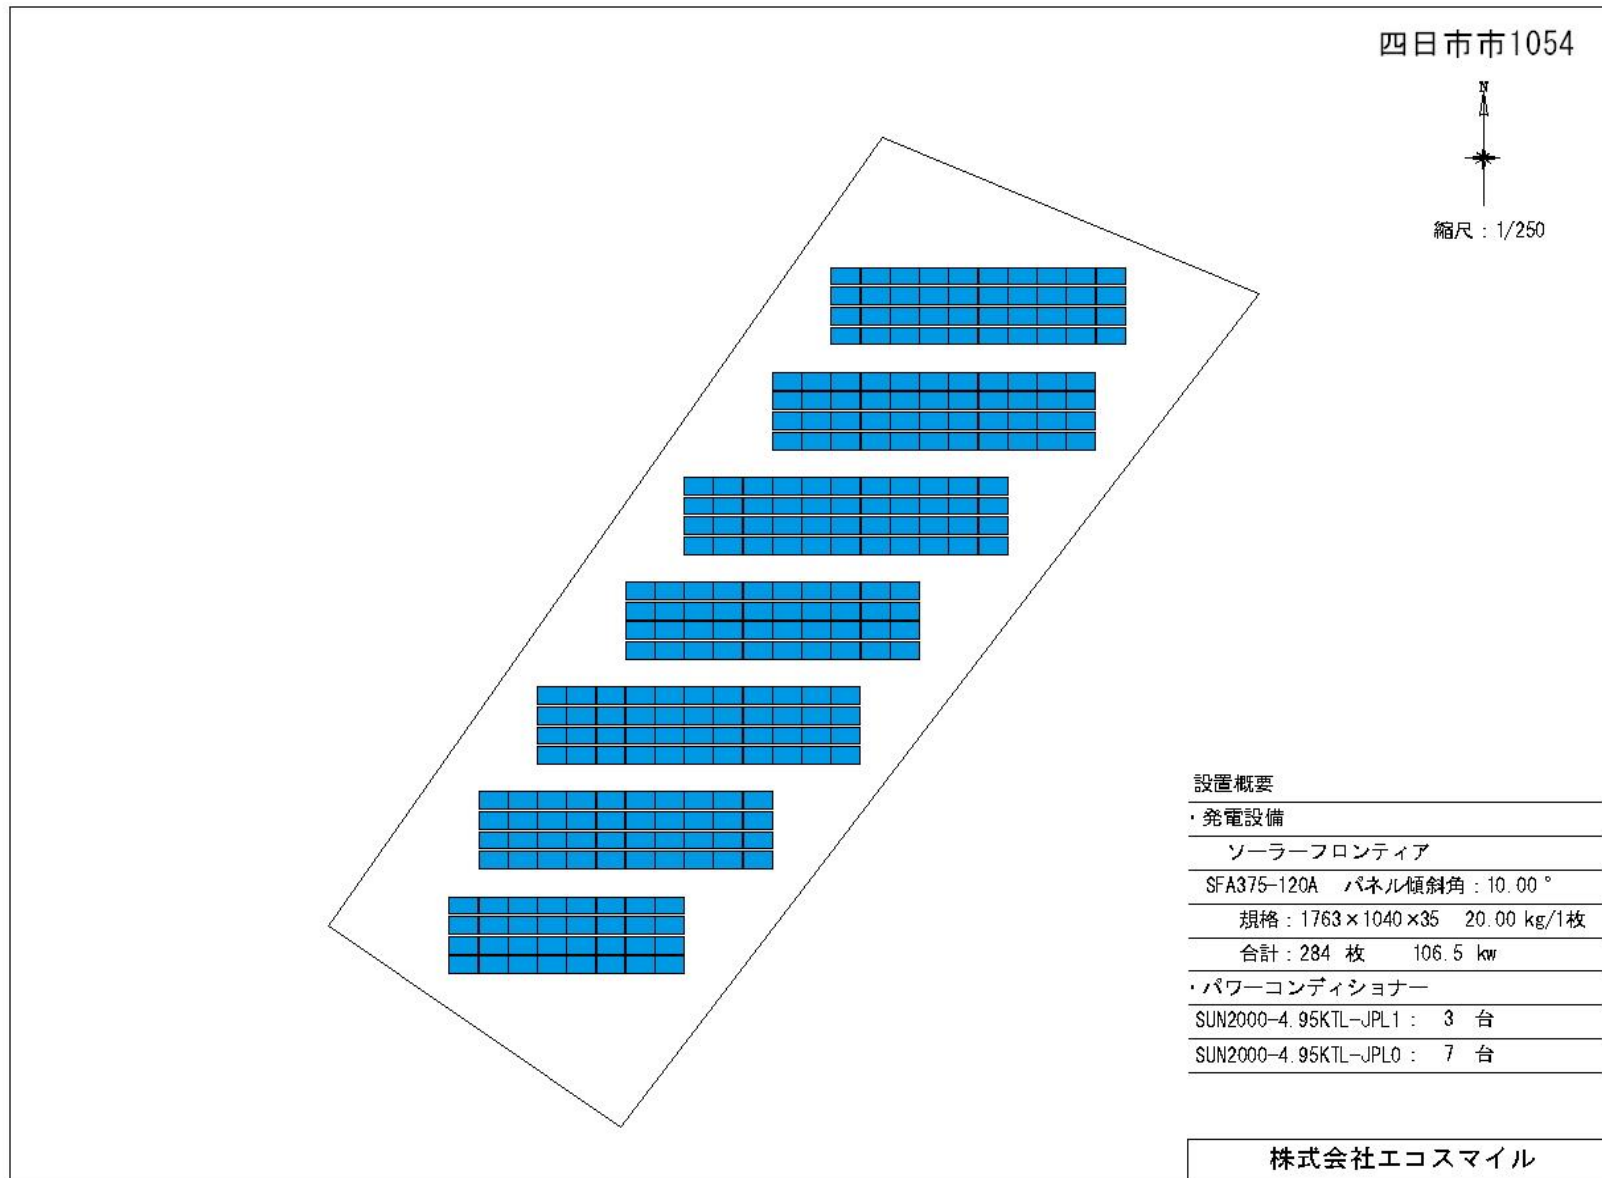 四日市市1054
N
縮尺：1/250
設置概要
・発電設備
ソーラーフロンティア
SFA375-120A パネル傾斜角：10.00°
規格：1763×1040×35 20.00 kg/1枚
合計：284 枚 106.5 kw
・パワーコンディショナー
SUN2000-4.95KTL-JPL1： 3 台
SUN2000-4.95KTL-JPL0： 7 台
株式会社エコスマイル